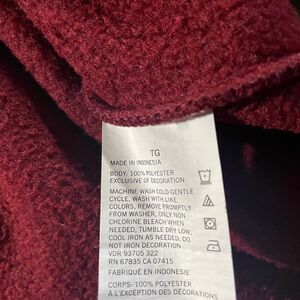 TG
MADE IN INDONESIA
BODY: 100% POLYESTER
EXCLUSIVE OF DECORATION
MACHINE WASH COLD GENTLE
CYCLE, WASH WITH LIKE
COLORS, REMOVE PROMPTLY
FROM WASHER, ONLY NON
CHLORINE BLEACH WHEN
NEEDED, TUMBLE DRY LOW,
COOL IRON AS NEEDED, DO
NOT IRON DECORATION
VDR 93705 322
RN 67835 CA 07415
FABRIQUÉ EN INDONESIE
CORPS: 100% POLYESTER
À L'EXCEPTION DES DÉCORATIONS